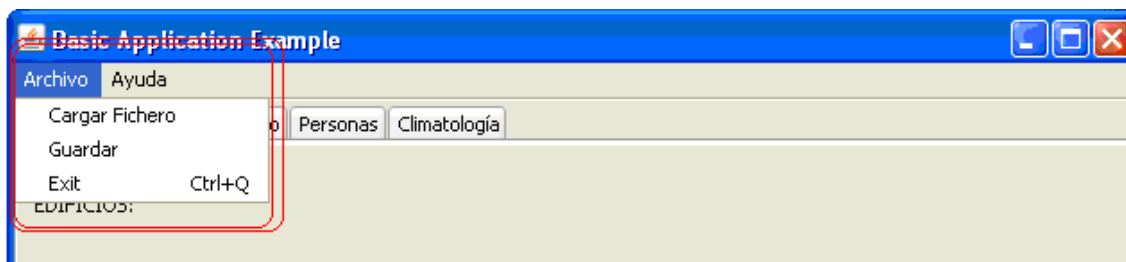 Basic Application Example
Archivo Ayuda
Cargar Fichero
Personas Climatología
Guardar
Exit Ctrl+Q
EDIFICIOS: